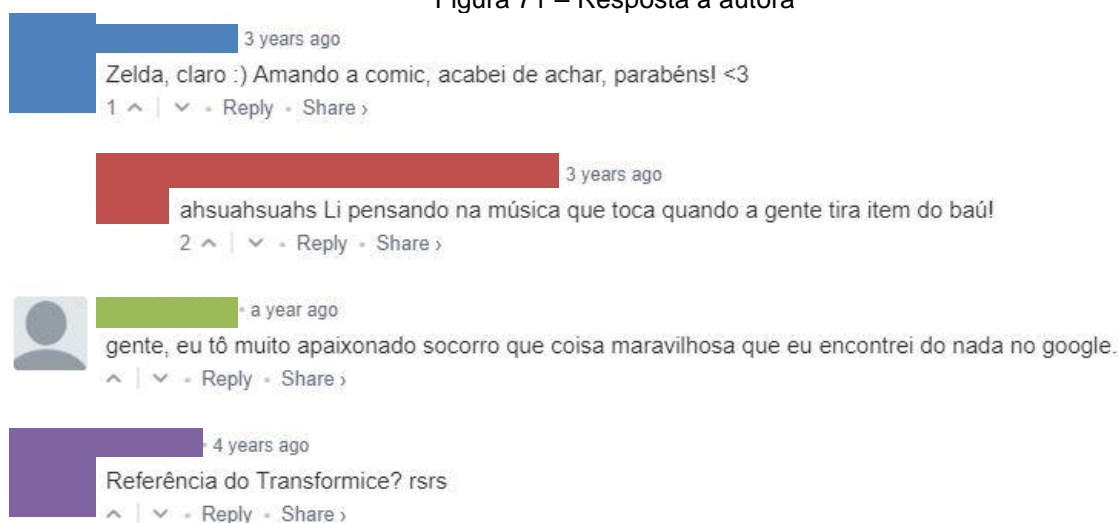 Figura 71 – Resposta à autora
3 years ago
Zelda, claro :) Amando a comic, acabei de achar, parabéns! <3
1 • Reply • Share ›
3 years ago
ahsuahsuahs Li pensando na música que toca quando a gente tira item do baú!
2 • Reply • Share ›
• a year ago
gente, eu tô muito apaixonado socorro que coisa maravilhosa que eu encontrei do nada no google.
• Reply • Share ›
• 4 years ago
Referência do Transformice? rsrs
• Reply • Share ›